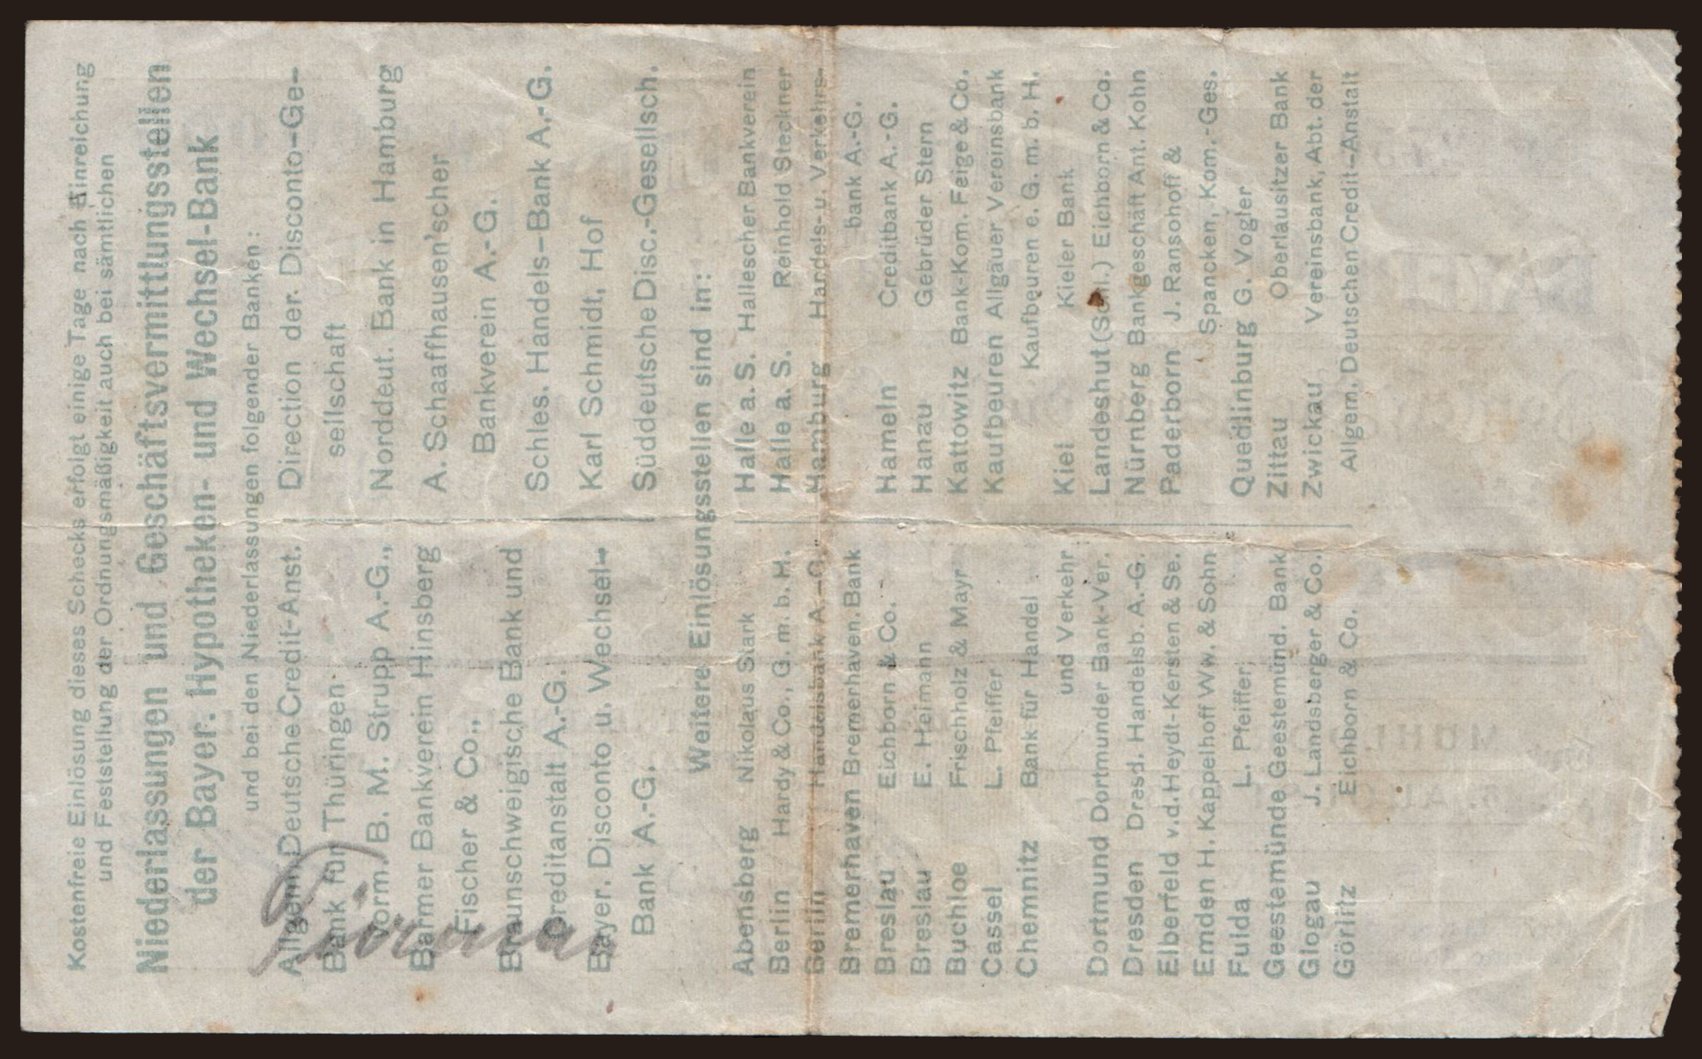 Kostenfreie Einlösung dieses Schecks erfolgt einige Tage nach Einreichung
und Feststellung der Ordnungsmäßigkeit auch bei sämtlichen
Niederlassungen und Geschäftsvermittlungsstellen
der Bayer. Hypotheken- und Wechsel-Bank
und bei den Niederlassungen folgender Banken:
Allgem. Deutsche Credit-Anst.
Bank für Thüringen
vorm. B. M. Strupp A.-G.,
Barmer Bankverein Hinsberg
Fischer & Co.,
Braunschweigische Bank und
Creditanstalt A.-G.
Bayer. Disconto u. Wechsel-
Bank A.-G.
Direction der Disconto-Ge-
sellschaft
Norddeut. Bank in Hamburg
A. Schaaffhausen'scher
Bankverein A.-G.
Schles. Handels-Bank A.-G.
Karl Schmidt, Hof
Süddeutsche Disc.-Gesellsch.
Weitere Einlösungsstellen sind in:
Abensberg Nikolaus Stark
Berlin Hardy & Co., G. m. b. H.
Berlin Handelsbank A.-G.
Bremerhaven Bremerhaven. Bank
Breslau Eichborn & Co.
Breslau E. Heimann
Buchloe Frischholz & Mayr
Cassel L. Pfeiffer
Chemnitz Bank für Handel
und Verkehr
Dortmund Dortmunder Bank-Ver.
Dresden Dresd. Handelsb. A.-G.
Elberfeld v.d. Heydt-Kersten & Se.
Emden H. Kappelhoff Ww. & Sohn
Fulda L. Pfeiffer
Geestemünde Geestemünd. Bank
Glogau J. Landsberger & Co.
Görlitz Eichborn & Co.
Halle a. S. Hallescher Bankverein
Halle a. S. Reinhold Steckner
Hamburg Handels- u. Verkehrs-
bank A.-G.
Hameln Creditbank A.-G.
Hanau Gebrüder Stern
Kattowitz Bank-Kom. Feige & Co.
Kaufbeuren Allgäuer Vereinsbank
Kaufbeuren e. G. m. b. H.
Kiel Kieler Bank
Landeshut (Schl.) Eichborn & Co.
Nürnberg Bankgeschäft Ant. Kohn
Paderborn J. Ransohoff &
Spancken, Kom.-Ges.
Quedlinburg G. Vogler
Zittau Oberlausitzer Bank
Zwickau Vereinsbank, Abt. der
Allgem. Deutschen Credit-Anstalt